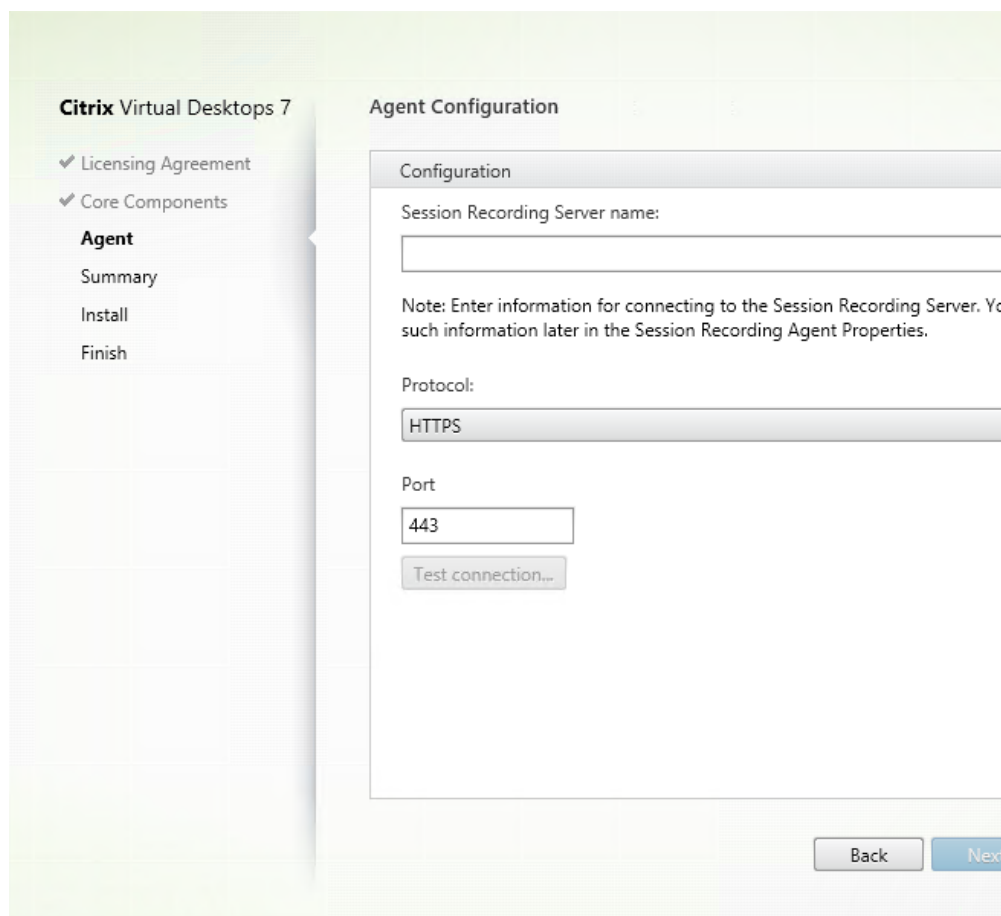 Citrix Virtual Desktops 7
Licensing Agreement
Core Components
Agent
Summary
Install
Finish
Agent Configuration
Configuration
Session Recording Server name:
Note: Enter information for connecting to the Session Recording Server.
such information later in the Session Recording Agent Properties.
Protocol:
HTTPS
Port
443
Test connection...
Back
Next